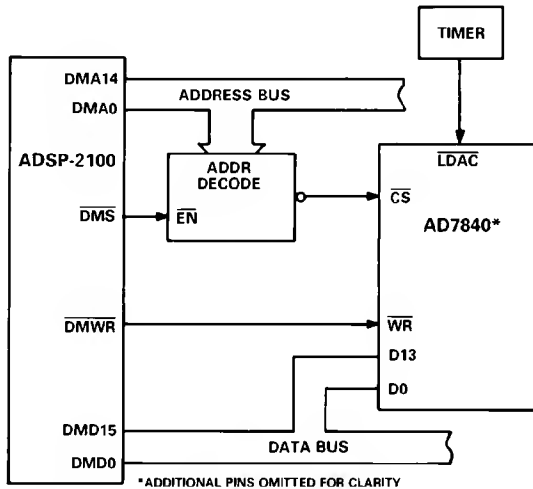 TIMER
DMA14
ADDRESS BUS
DMA0
ADSP-2100
ADDR
DECODE
LDAC
DMS
EN
CS
AD7840*
DMWR
WR
D13
D0
DMD15
DATA BUS
DMD0
*ADDITIONAL PINS OMITTED FOR CLARITY